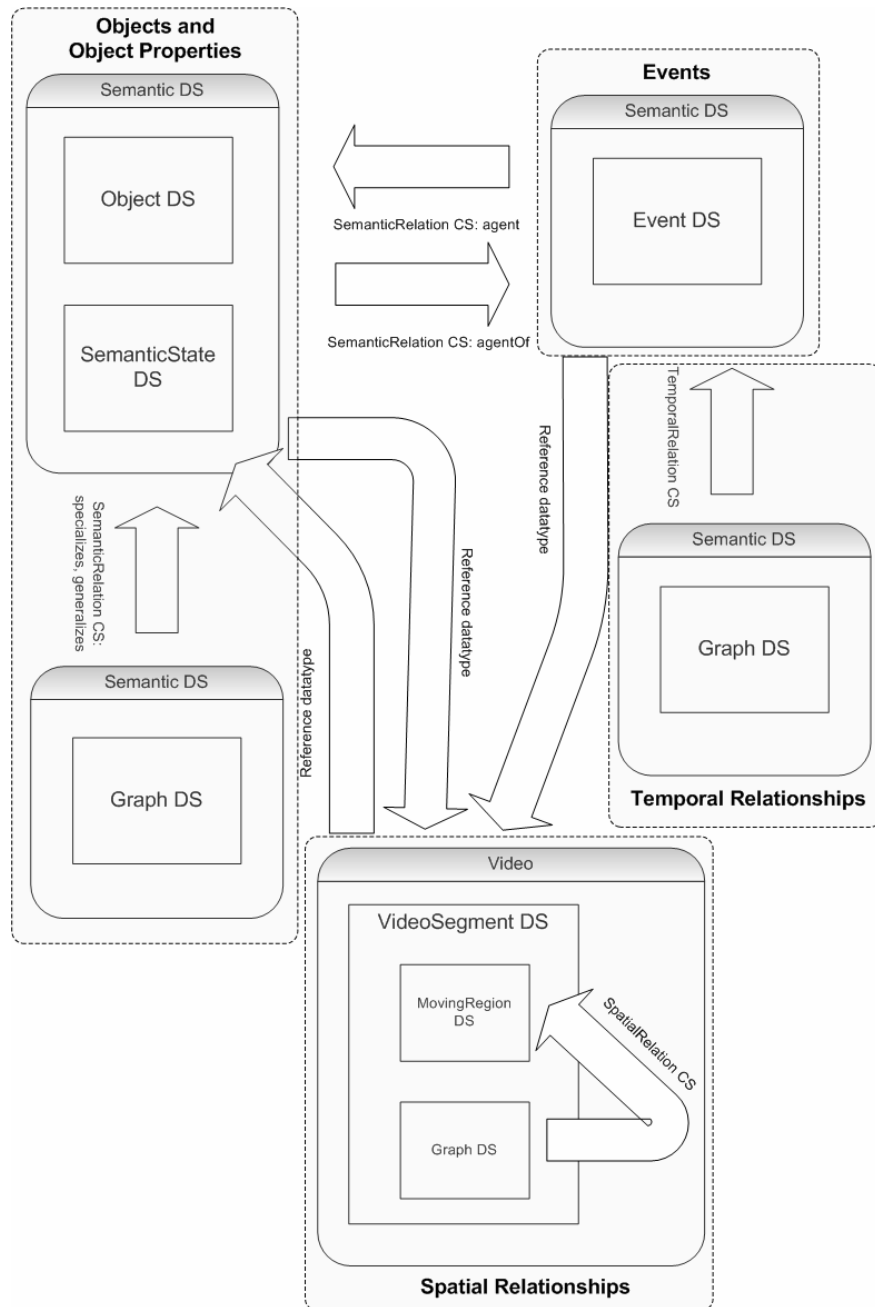 Objects and
Object Properties
Semantic DS
Object DS
SemanticState
DS
SemanticRelation CS:
specializes, generalizes
Semantic DS
Graph DS
SemanticRelation CS: agent
SemanticRelation CS: agentOf
Events
Semantic DS
Event DS
TemporalRelation CS
Semantic DS
Graph DS
Temporal Relationships
Reference datatype
Reference datatype
Reference datatype
Video
VideoSegment DS
MovingRegion
DS
Graph DS
SpatialRelation CS
Spatial Relationships